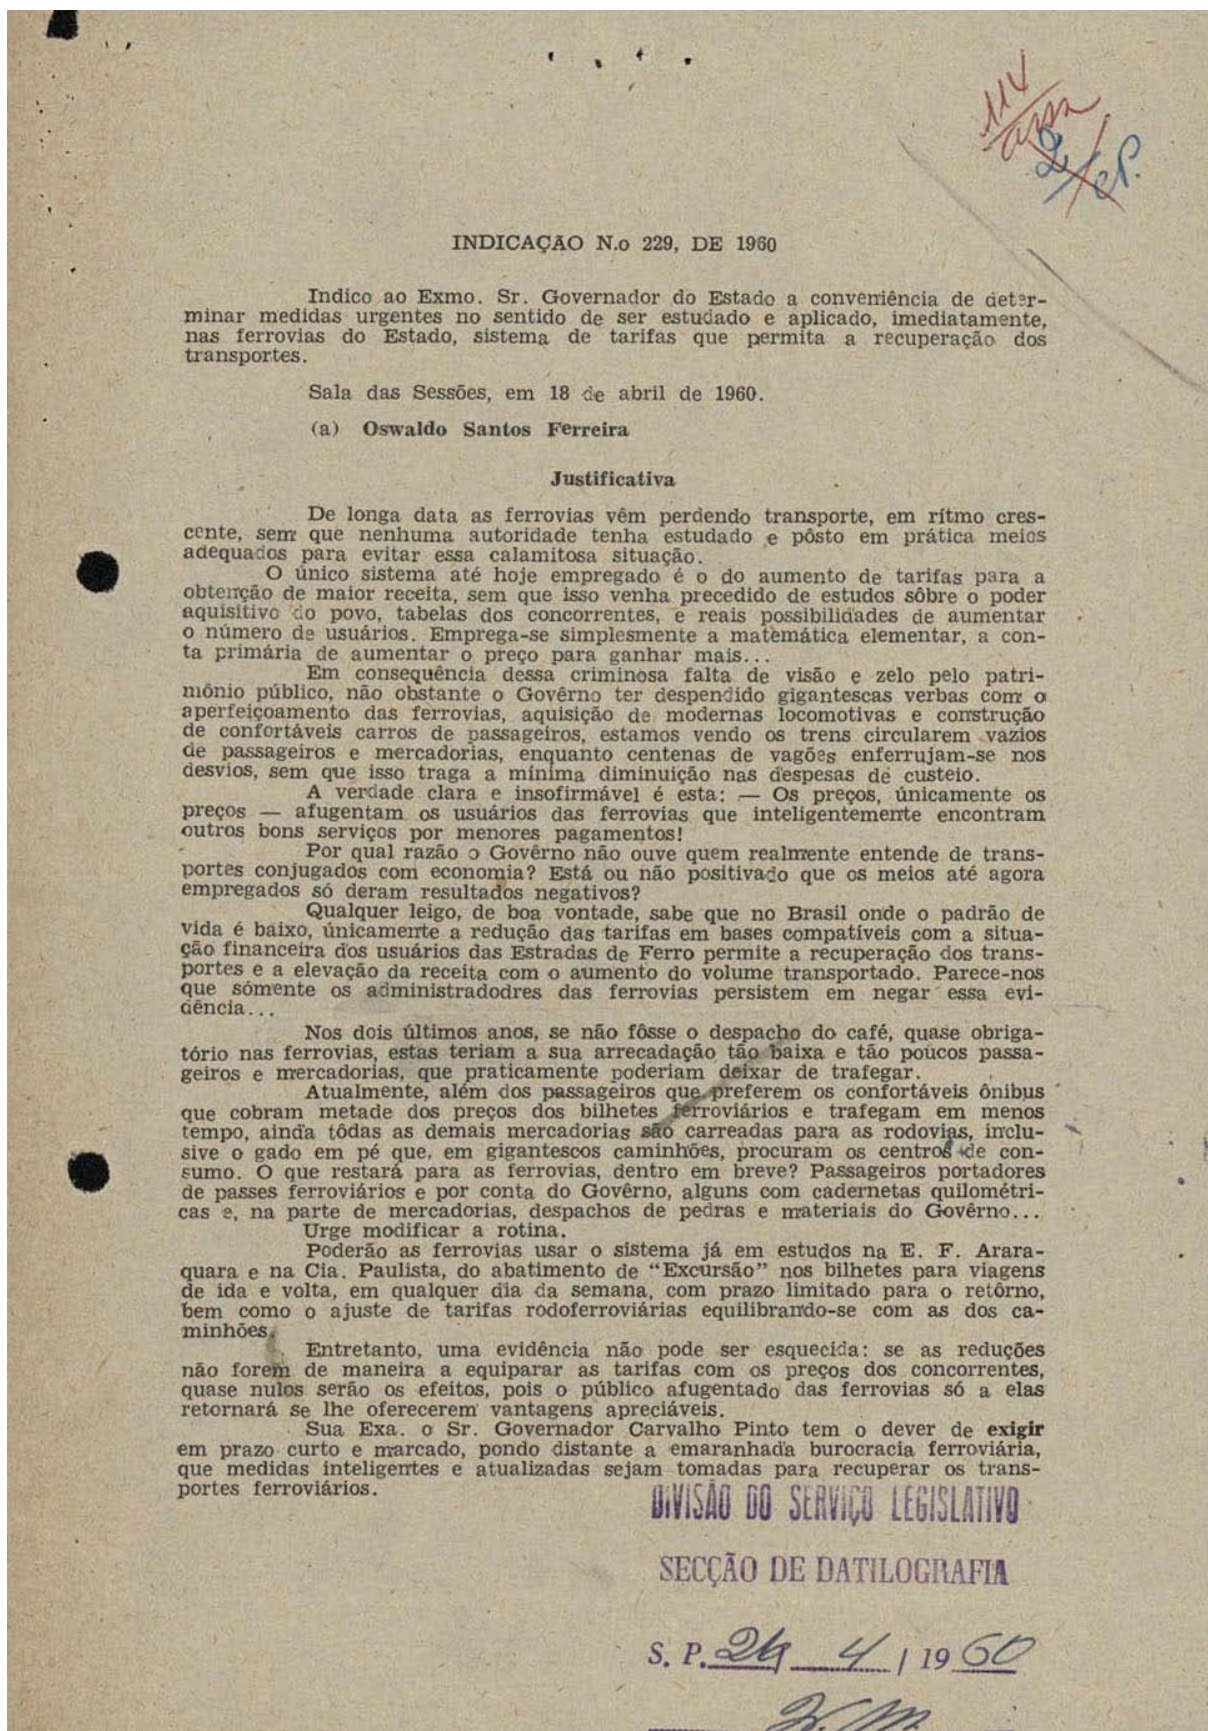 114
INDICAÇÃO N.o 229, DE 1960
Indico ao Exmo. Sr. Governador do Estado a conveniência de deter-
minar medidas urgentes no sentido de ser estudado e aplicado, imediatamente,
nas ferrovias do Estado, sistema de tarifas que permita a recuperação dos
transportes.
Sala das Sessões, em 18 de abril de 1960.
(a) Oswaldo Santos Ferreira
Justificativa
De longa data as ferrovias vêm perdendo transporte, em rítmo cres-
cente, sem que nenhuma autoridade tenha estudado e pôsto em prática meios
adequados para evitar essa calamitosa situação.
O único sistema até hoje empregado é o do aumento de tarifas para a
obtenção de maior receita, sem que isso venha precedido de estudos sôbre o poder
aquisitivo do povo, tabelas dos concorrentes, e reais possibilidades de aumentar
o número de usuários. Emprega-se simplesmente a matemática elementar, a con-
ta primária de aumentar o preço para ganhar mais...
Em consequência dessa criminosa falta de visão e zelo pelo patri-
mônio público, não obstante o Govêrno ter despendido gigantescas verbas com o
aperfeiçoamento das ferrovias, aquisição de modernas locomotivas e construção
de confortáveis carros de passageiros, estamos vendo os trens circularem vazios
de passageiros e mercadorias, enquanto centenas de vagões enferrujam-se nos
desvios, sem que isso traga a mínima diminuição nas despesas de custeio.
A verdade clara e insofirmável é esta: — Os preços, únicamente os
preços — afugentam os usuários das ferrovias que inteligentemente encontram
outros bons serviços por menores pagamentos!
Por qual razão o Govêrno não ouve quem realmente entende de trans-
portes conjugados com economia? Está ou não positivado que os meios até agora
empregados só deram resultados negativos?
Qualquer leigo, de boa vontade, sabe que no Brasil onde o padrão de
vida é baixo, únicamente a redução das tarifas em bases compatíveis com a situa-
ção financeira dos usuários das Estradas de Ferro permite a recuperação dos trans-
portes e a elevação da receita com o aumento do volume transportado. Parece-nos
que sómente os administradodres das ferrovias persistem em negar essa evi-
dência...
Nos dois últimos anos, se não fôsse o despacho do café, quase obriga-
tório nas ferrovias, estas teriam a sua arrecadação tão baixa e tão poucos passa-
geiros e mercadorias, que praticamente poderiam deixar de trafegar.
Atualmente, além dos passageiros que preferem os confortáveis ônibus
que cobram metade dos preços dos bilhetes ferroviários e trafegam em menos
tempo, ainda tôdas as demais mercadorias são carreadas para as rodovias, inclu-
sive o gado em pé que, em gigantescos caminhões, procuram os centros de con-
sumo. O que restará para as ferrovias, dentro em breve? Passageiros portadores
de passes ferroviários e por conta do Govêrno, alguns com cadernetas quilométri-
cas e, na parte de mercadorias, despachos de pedras e materiais do Govêrno...
Urge modificar a rotina.
Poderão as ferrovias usar o sistema já em estudos na E. F. Arara-
quara e na Cia. Paulista, do abatimento de "Excursão" nos bilhetes para viagens
de ida e volta, em qualquer dia da semana, com prazo limitado para o retôrno,
bem como o ajuste de tarifas rodoferroviárias equilibrando-se com as dos ca-
minhões.
Entretanto, uma evidência não pode ser esquecida: se as reduções
não forem de maneira a equiparar as tarifas com os preços dos concorrentes,
quase nulos serão os efeitos, pois o público afugentado das ferrovias só a elas
retornará se lhe oferecerem vantagens apreciáveis.
Sua Exa. o Sr. Governador Carvalho Pinto tem o dever de exigir
em prazo curto e marcado, pondo distante a emaranhada burocracia ferroviária,
que medidas inteligentes e atualizadas sejam tomadas para recuperar os trans-
portes ferroviários.
DIVISÃO DO SERVIÇO LEGISLATIVO
SECÇÃO DE DATILOGRAFIA
S. P. 4 / 19 60